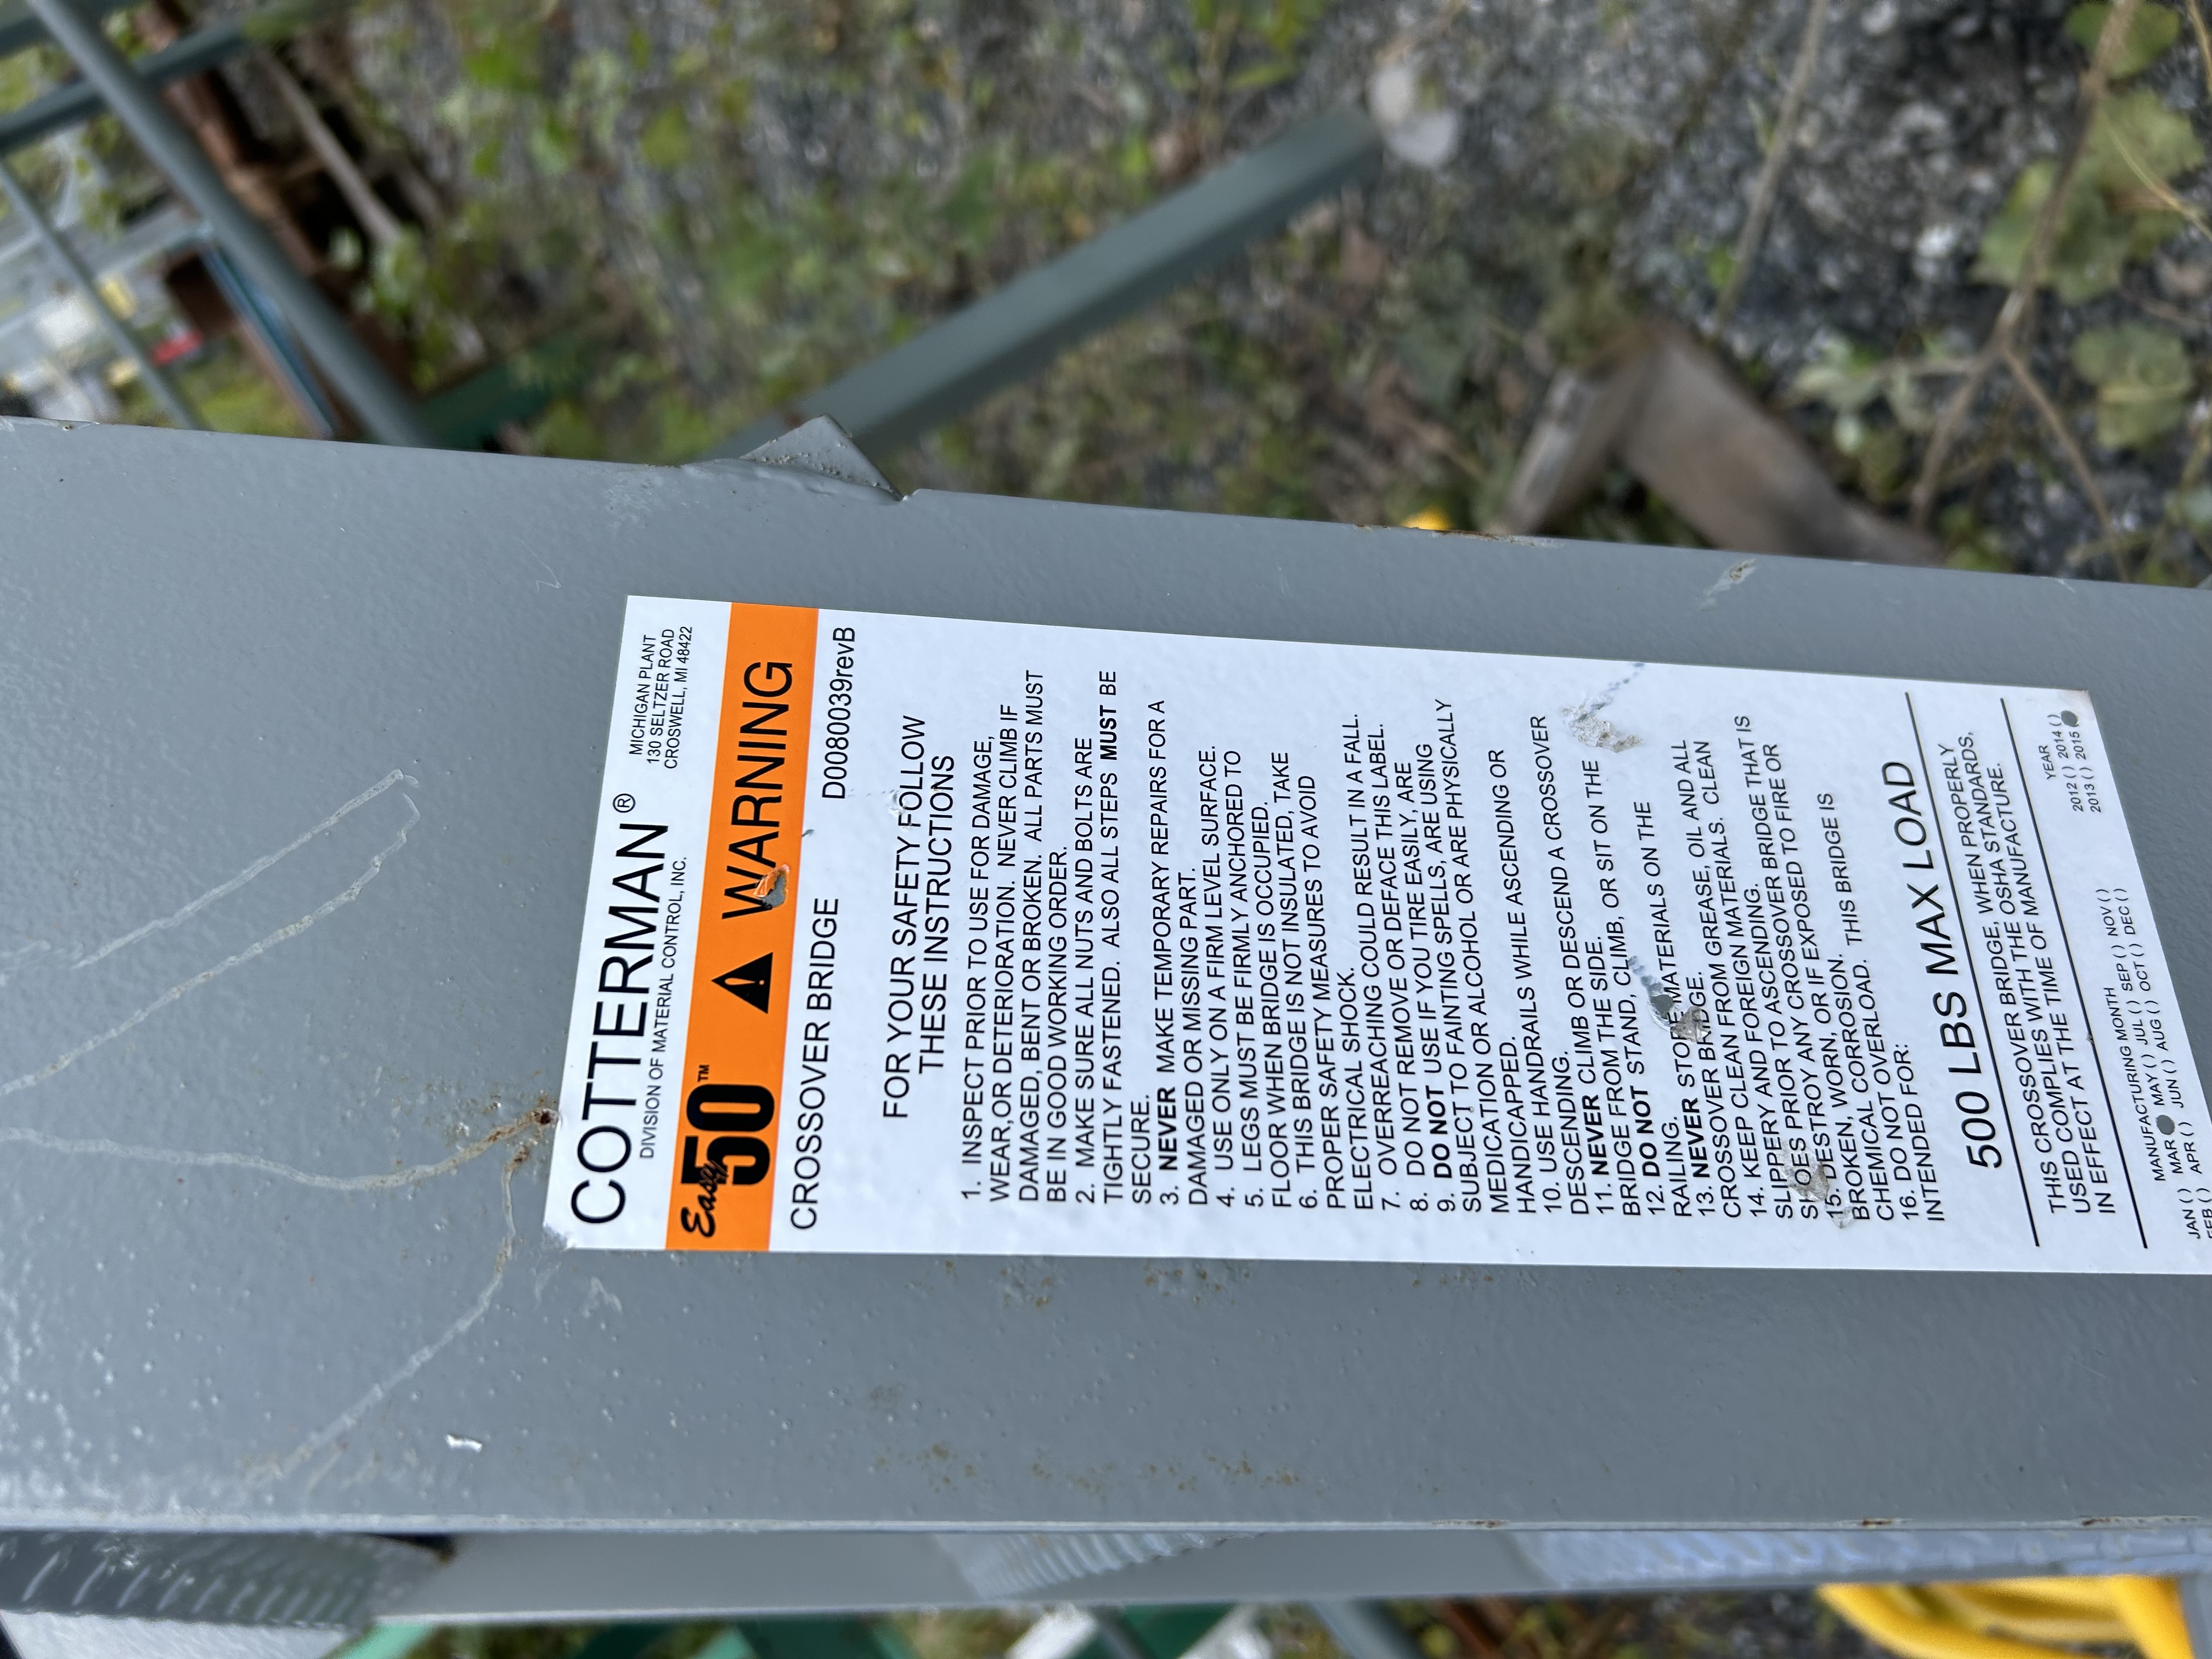 COTTERMAN®
DIVISION OF MATERIAL CONTROL, INC.
MICHIGAN PLANT
130 SELTZER ROAD
CROSWELL, MI 48422
Easy 50™ WARNING
CROSSOVER BRIDGE D0080039revB
FOR YOUR SAFETY FOLLOW
THESE INSTRUCTIONS
1. INSPECT PRIOR TO USE FOR DAMAGE,
WEAR,OR DETERIORATION. NEVER CLIMB IF
DAMAGED, BENT OR BROKEN. ALL PARTS MUST
BE IN GOOD WORKING ORDER.
2. MAKE SURE ALL NUTS AND BOLTS ARE
TIGHTLY FASTENED. ALSO ALL STEPS MUST BE
SECURE.
3. NEVER MAKE TEMPORARY REPAIRS FOR A
DAMAGED OR MISSING PART.
4. USE ONLY ON A FIRM LEVEL SURFACE.
5. LEGS MUST BE FIRMLY ANCHORED TO
FLOOR WHEN BRIDGE IS OCCUPIED.
6. THIS BRIDGE IS NOT INSULATED, TAKE
PROPER SAFETY MEASURES TO AVOID
ELECTRICAL SHOCK.
7. OVERREACHING COULD RESULT IN A FALL.
8. DO NOT REMOVE OR DEFACE THIS LABEL.
9. DO NOT USE IF YOU TIRE EASILY, ARE
SUBJECT TO FAINTING SPELLS, ARE USING
MEDICATION OR ALCOHOL OR ARE PHYSICALLY
HANDICAPPED.
10. USE HANDRAILS WHILE ASCENDING OR
DESCENDING.
11. NEVER CLIMB OR DESCEND A CROSSOVER
BRIDGE FROM THE SIDE.
12. DO NOT STAND, CLIMB, OR SIT ON THE
RAILING.
13. NEVER STORE MATERIALS ON THE
CROSSOVER BRIDGE.
14. KEEP CLEAN FROM GREASE, OIL AND ALL
SLIPPERY AND FOREIGN MATERIALS. CLEAN
SHOES PRIOR TO ASCENDING.
15. DESTROY ANY CROSSOVER BRIDGE THAT IS
BROKEN, WORN, OR IF EXPOSED TO FIRE OR
CHEMICAL CORROSION.
16. DO NOT OVERLOAD. THIS BRIDGE IS
INTENDED FOR:
500 LBS MAX LOAD
THIS CROSSOVER BRIDGE, WHEN PROPERLY
USED COMPLIES WITH THE OSHA STANDARDS,
IN EFFECT AT THE TIME OF MANUFACTURE.
MANUFACTURING MONTH YEAR
JAN () MAR MAY () JUL () SEP () NOV () 2012 () 2014 ()
FEB () APR () JUN () AUG () OCT () DEC () 2013 () 2015